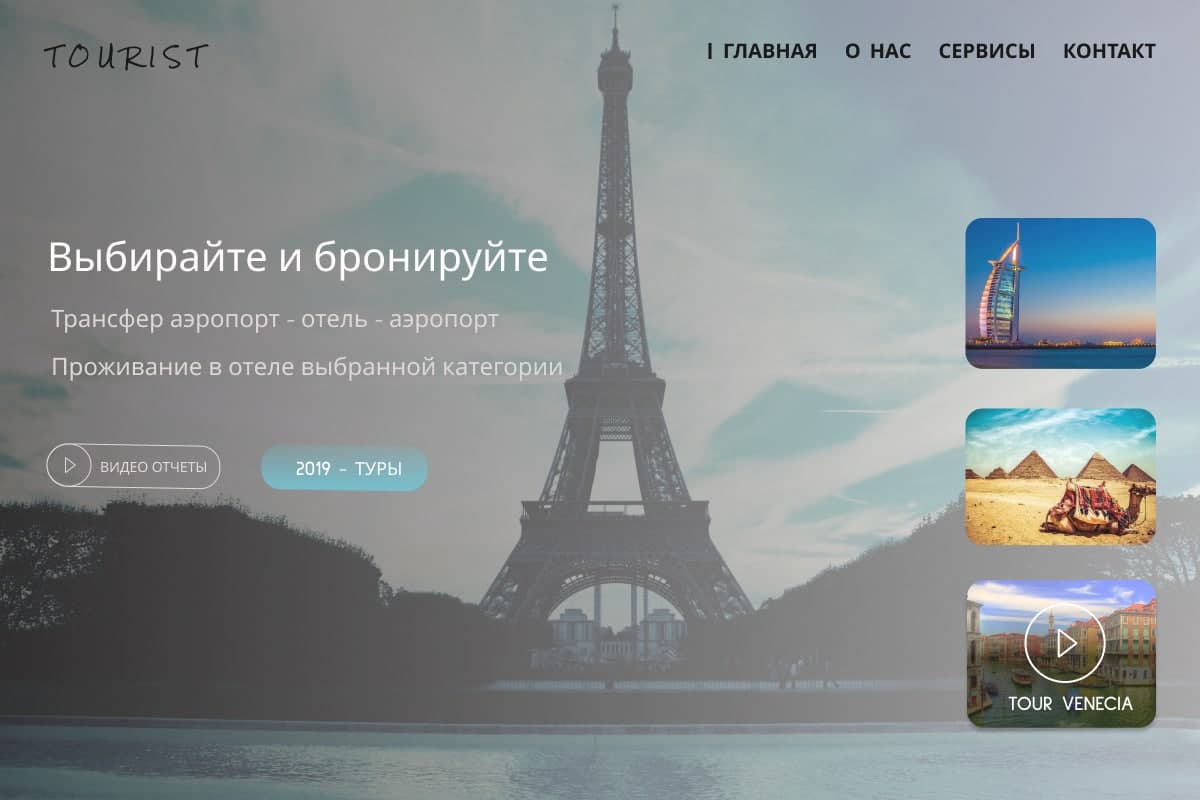 TOURIST
| ГЛАВНАЯ О НАС СЕРВИСЫ КОНТАКТ
Выбирайте и бронируйте
Трансфер аэропорт - отель - аэропорт
Проживание в отеле выбранной категории
ВИДЕО ОТЧЕТЫ
2019 - ТУРЫ
TOUR VENECIA